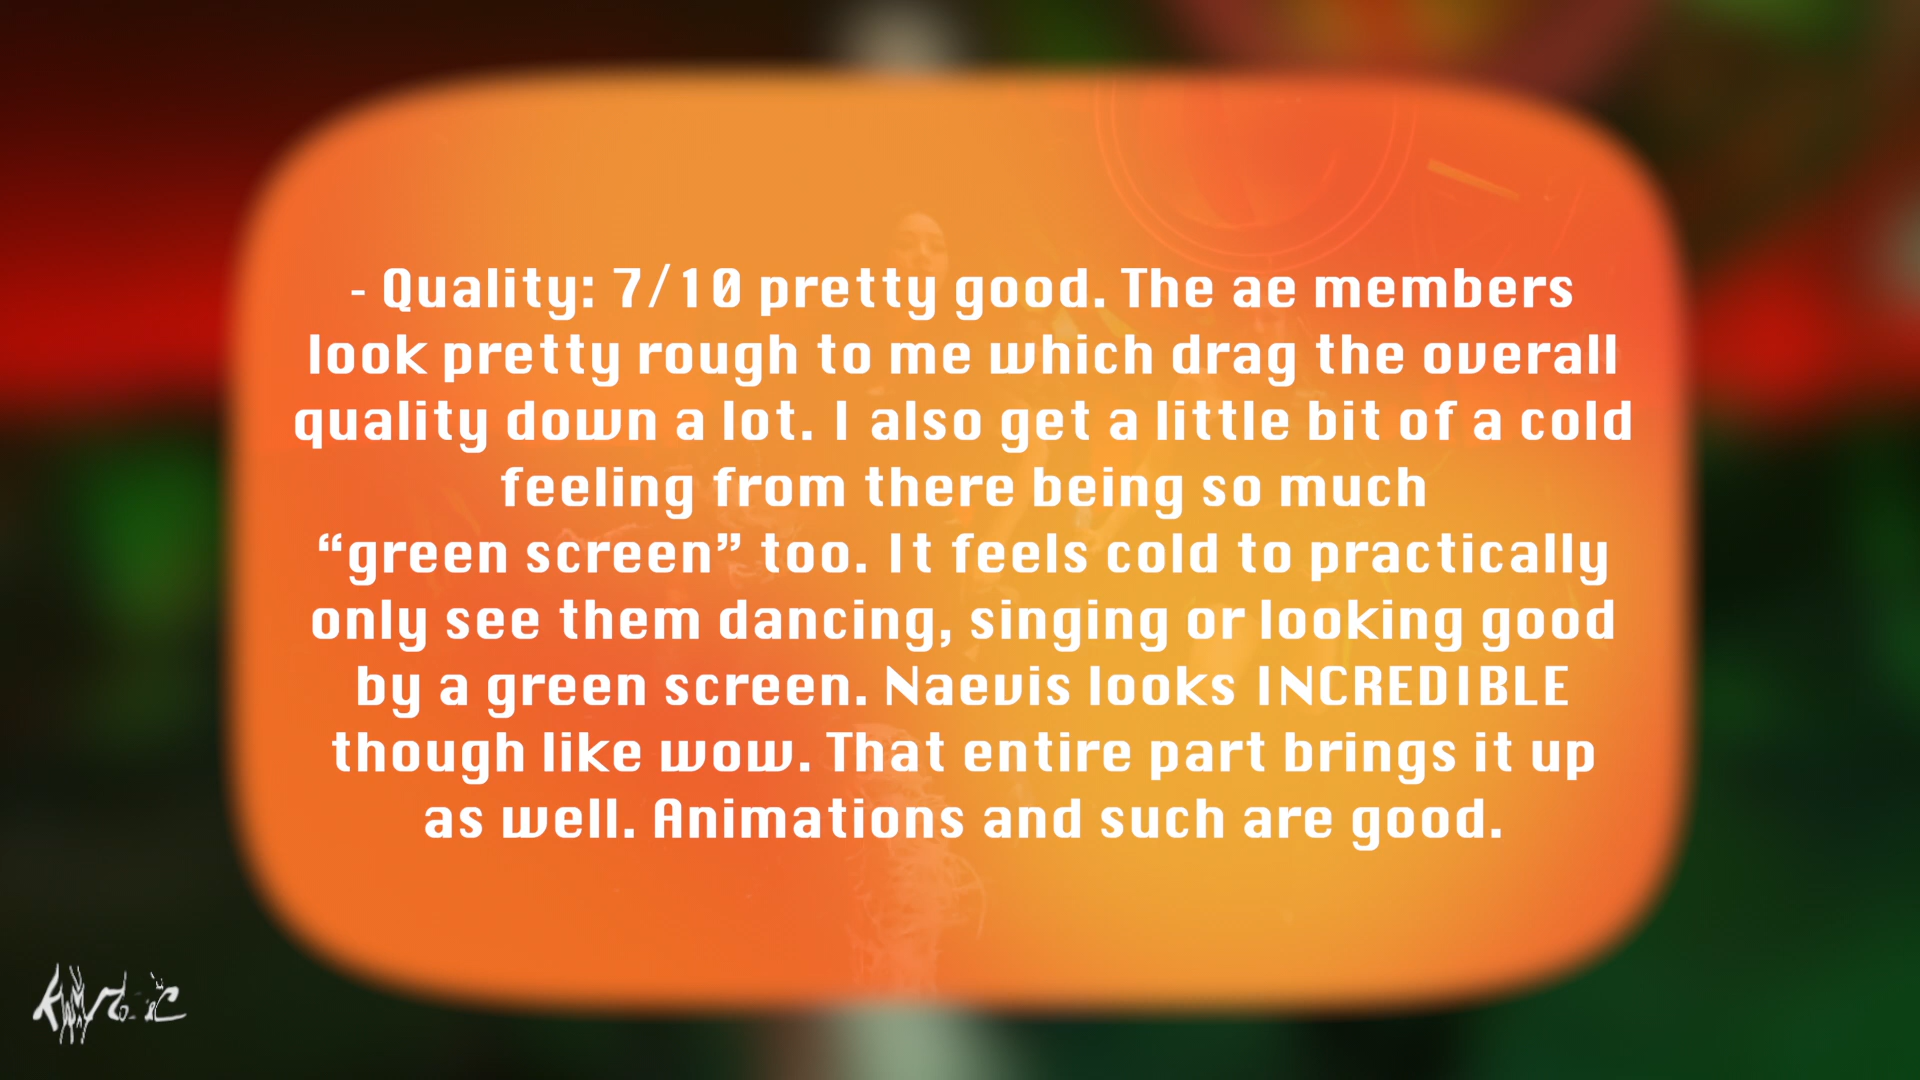 - Quality: 7/10 pretty good. The ae members
look pretty rough to me which drag the overall
quality down a lot. I also get a little bit of a cold
feeling from there being so much
“green screen” too. It feels cold to practically
only see them dancing, singing or looking good
by a green screen. Naevis looks INCREDIBLE
though like wow. That entire part brings it up
as well. Animations and such are good.